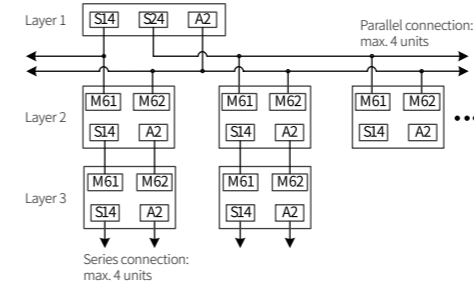 Layer 1
S14 S24 A2
Parallel connection:
max. 4 units
M61 M62 M61 M62 M61 M62
Layer 2
S14 A2 S14 A2 S14 A2
M61 M62 M61 M62
Layer 3
S14 A2 S14 A2
Series connection:
max. 4 units